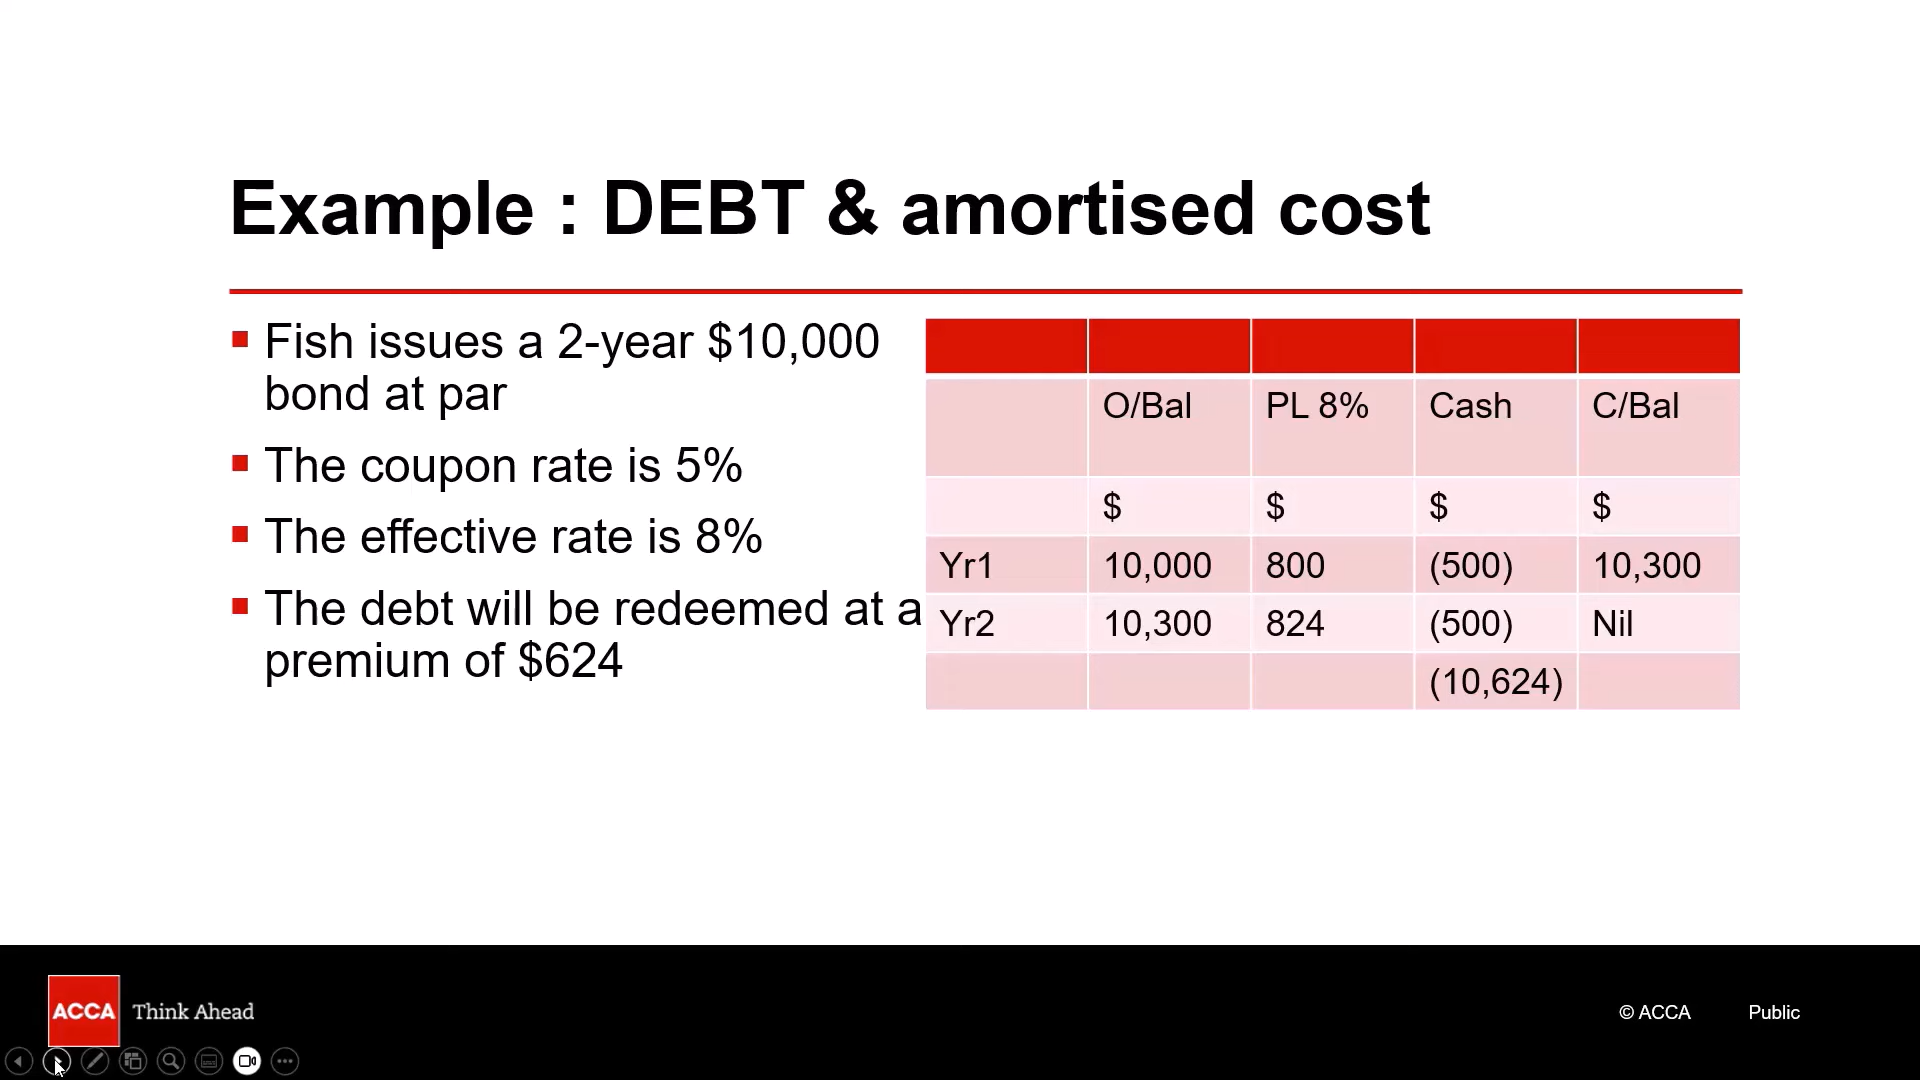 Example : DEBT & amortised cost
Fish issues a 2-year $10,000
bond at par
The coupon rate is 5%
The effective rate is 8%
The debt will be redeemed at a
premium of $624
O/Bal PL 8% Cash C/Bal
$ $ $ $
Yr1 10,000 800 (500) 10,300
Yr2 10,300 824 (500) Nil
(10,624)
ACCA Think Ahead
© ACCA Public